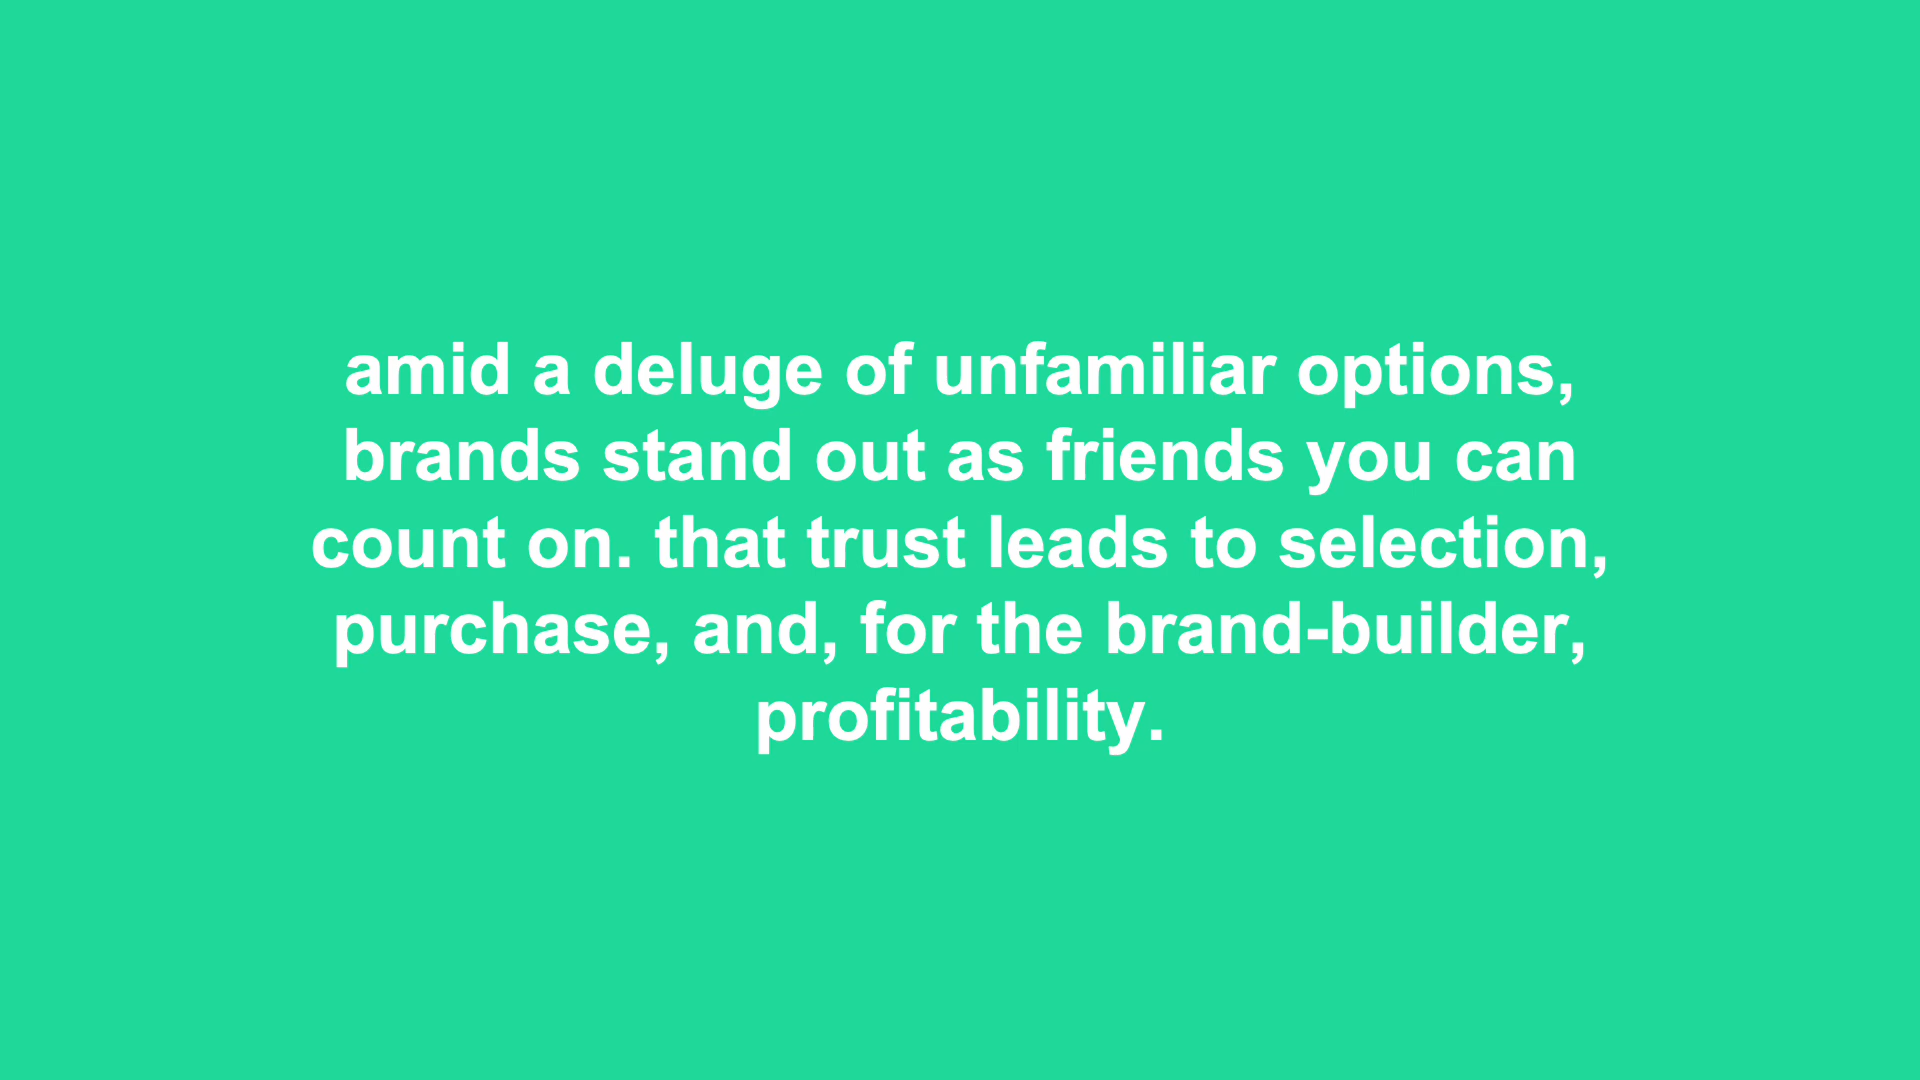 amid a deluge of unfamiliar options,
brands stand out as friends you can
count on. that trust leads to selection,
purchase, and, for the brand-builder,
profitability.